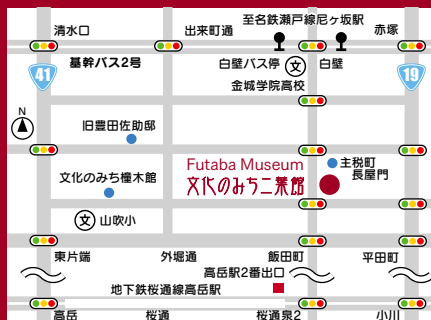 至名鉄瀬戸線尼ヶ坂駅
清水口
出来町通
赤塚
基幹バス2号
白壁バス停
文
白壁
金城学院高校
41
19
N
旧豊田佐助邸
Futaba Museum
文化のみち二葉館
主税町
長屋門
文化のみち橦木館
文
山吹小
東片端
外堀通
飯田町
平田町
高岳駅2番出口
地下鉄桜通線高岳駅
高岳
桜通
桜通泉2
小川